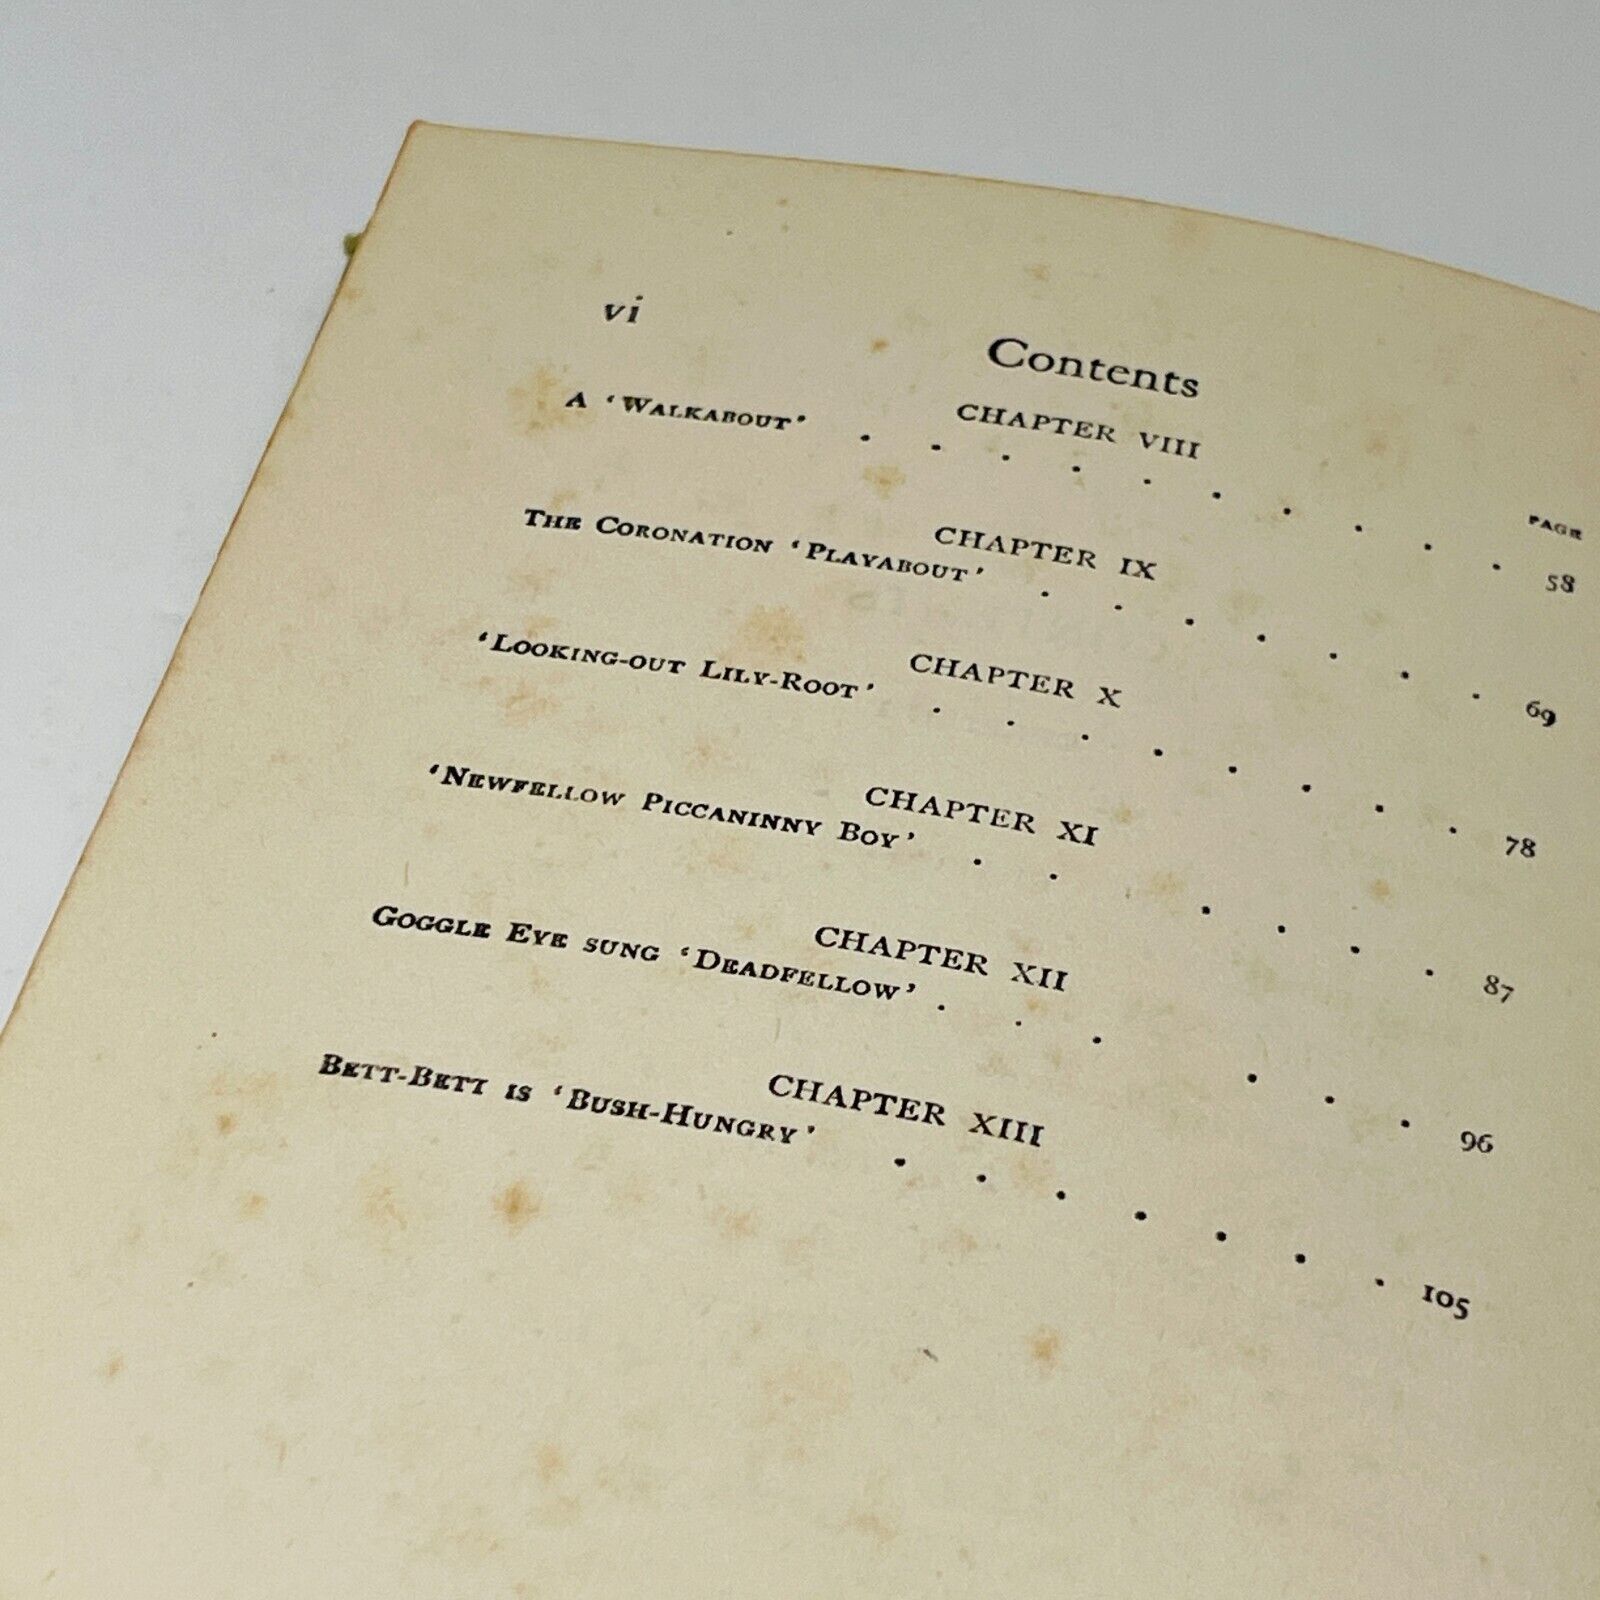 vi
Contents
CHAPTER VIII
PAGE
A 'Walkabout' . . . . . . . . . . 58
CHAPTER IX
The Coronation 'Playabout' . . . . . . . 69
CHAPTER X
'Looking-out Lily-Root' . . . . . . . . 78
CHAPTER XI
'Newfellow Piccaninny Boy' . . . . . . 87
CHAPTER XII
Goggle Eye sung 'Deadfellow' . . . . . . 96
CHAPTER XIII
Bett-Bett is 'Bush-Hungry' . . . . . . . 105